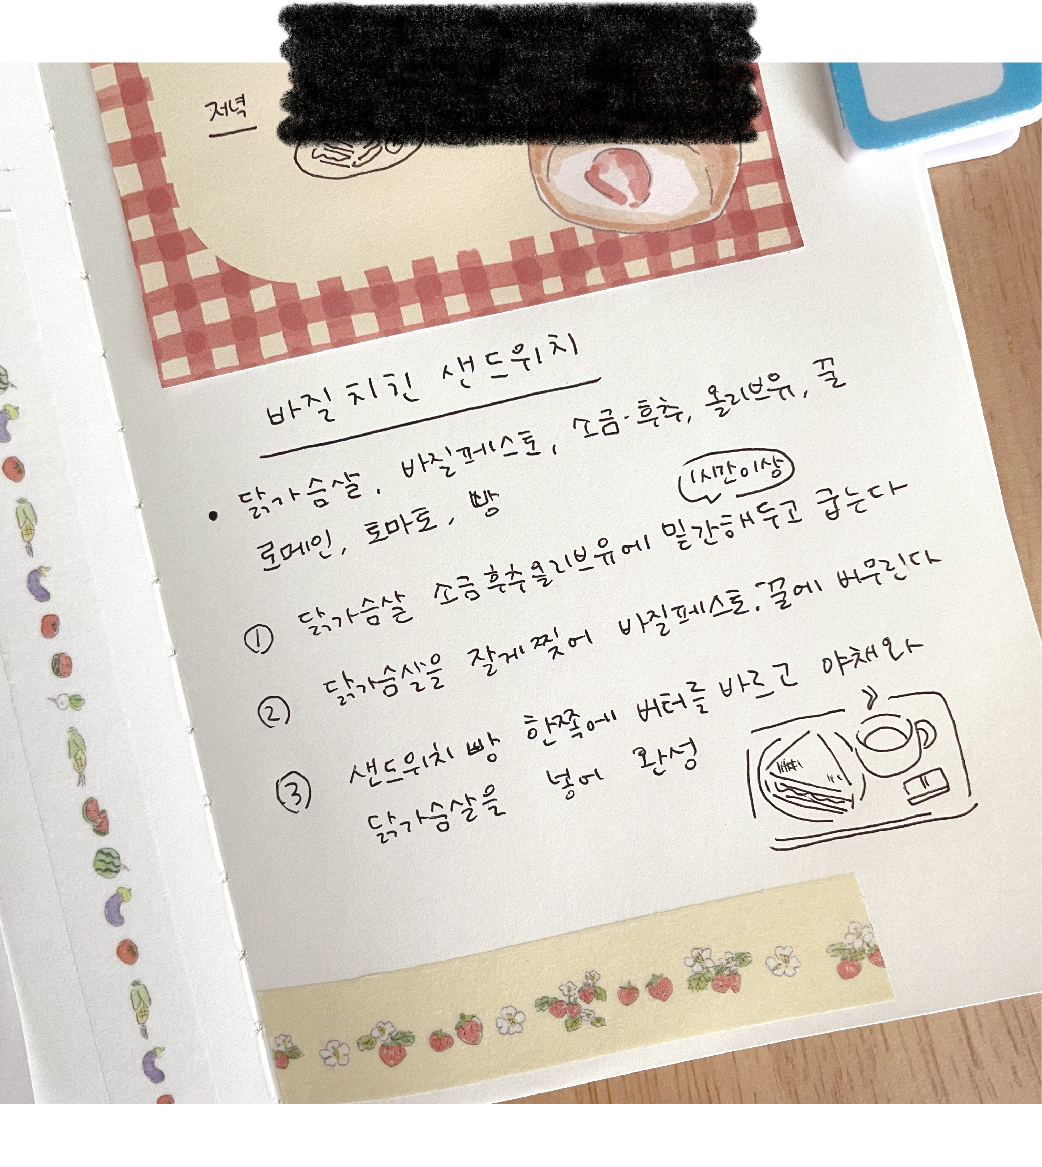 저녁
바질 치킨 샌드위치
• 닭가슴살, 바질페스토, 소금·후추, 올리브유, 꿀
로메인, 토마토, 빵
1시간이상
① 닭가슴살 소금후추올리브유에 밑간해두고 굽는다
② 닭가슴살을 잘게찢어 바질페스토.꿀에 버무린다
③ 샌드위치 빵 한쪽에 버터를 바르고 야채와
닭가슴살을 넣어 완성